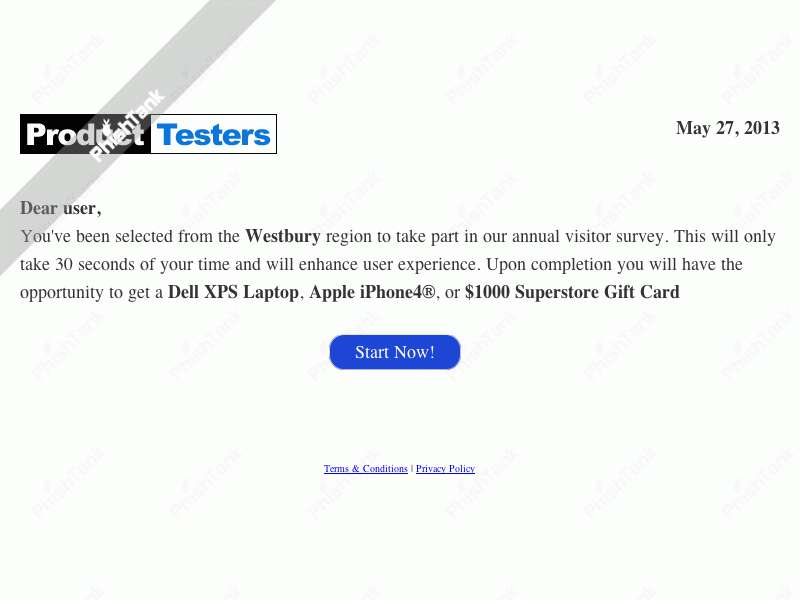 Product Testers
May 27, 2013
PhishTank
Dear user,
You've been selected from the Westbury region to take part in our annual visitor survey. This will only
take 30 seconds of your time and will enhance user experience. Upon completion you will have the
opportunity to get a Dell XPS Laptop, Apple iPhone4®, or $1000 Superstore Gift Card
Start Now!
Terms & Conditions | Privacy Policy